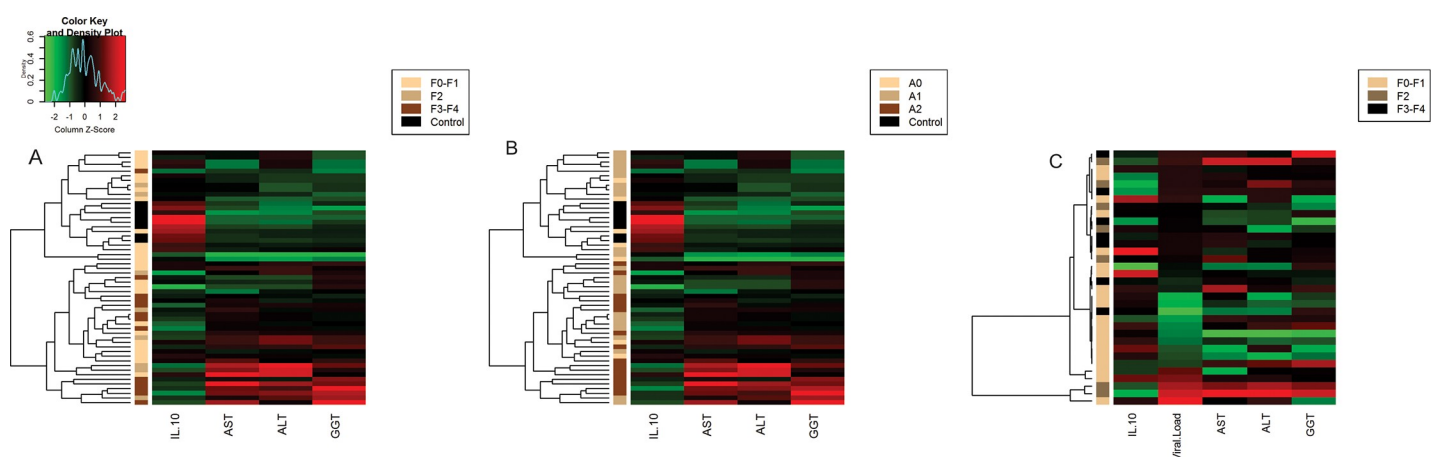 Color Key
and Density Plot
Density
0 0.2 0.4 0.6
-2 -1 0 1 2
Column Z-Score
A
F0-F1
F2
F3-F4
Control
IL.10 AST ALT GGT
B
A0
A1
A2
Control
IL.10 AST ALT GGT
C
F0-F1
F2
F3-F4
IL.10 Viral.Load AST ALT GGT